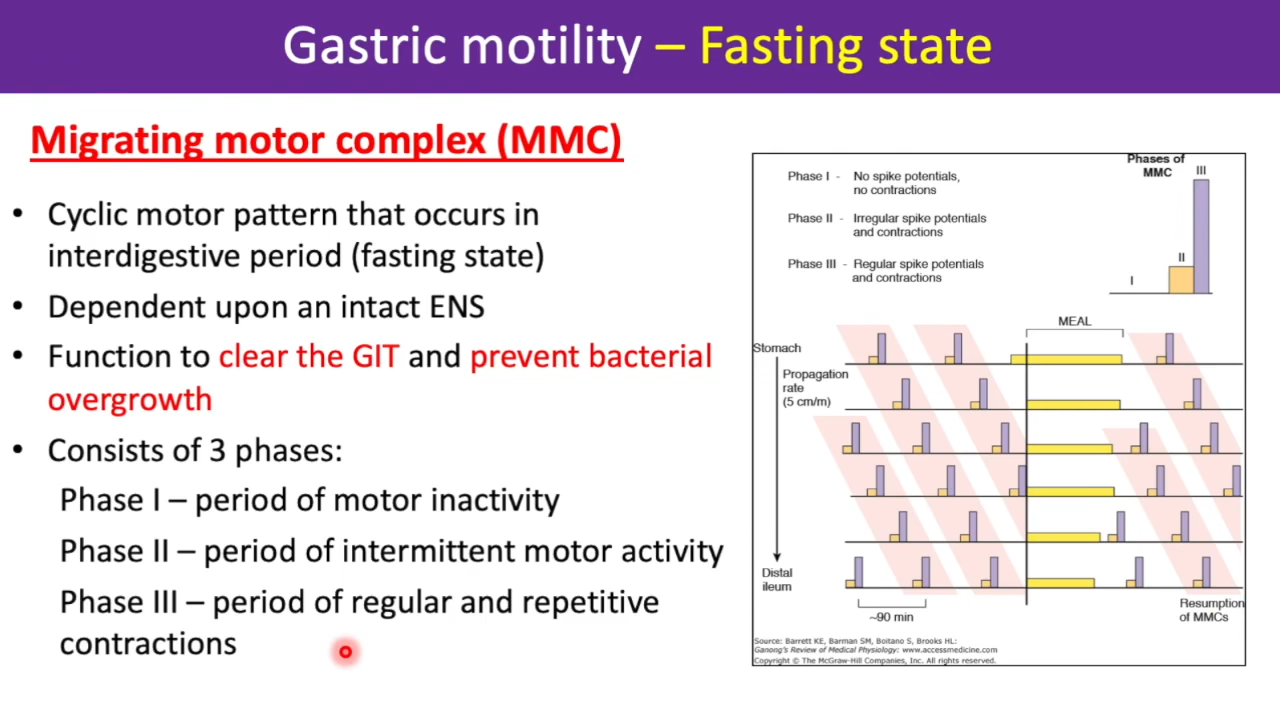 Gastric motility – Fasting state
Migrating motor complex (MMC)
• Cyclic motor pattern that occurs in
interdigestive period (fasting state)
• Dependent upon an intact ENS
• Function to clear the GIT and prevent bacterial
overgrowth
• Consists of 3 phases:
Phase I – period of motor inactivity
Phase II – period of intermittent motor activity
Phase III – period of regular and repetitive
contractions
Phases of
MMC
III
II
I
Phase I - No spike potentials,
no contractions
Phase II - Irregular spike potentials
and contractions
Phase III - Regular spike potentials
and contractions
MEAL
Stomach
Propagation
rate
(5 cm/m)
Distal
ileum
~90 min
Resumption
of MMCs
Source: Barrett KE, Barman SM, Boitano S, Brooks HL:
Ganong's Review of Medical Physiology: www.accessmedicine.com
Copyright © The McGraw-Hill Companies, Inc. All rights reserved.